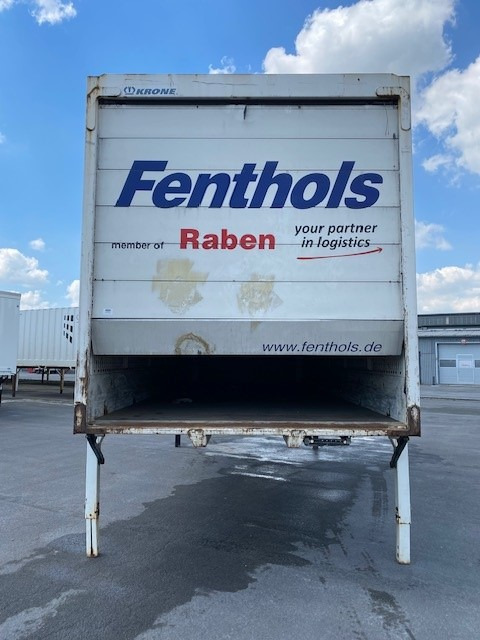 KRONE
Fenthols
member of Raben your partner
in logistics
www.fenthols.de